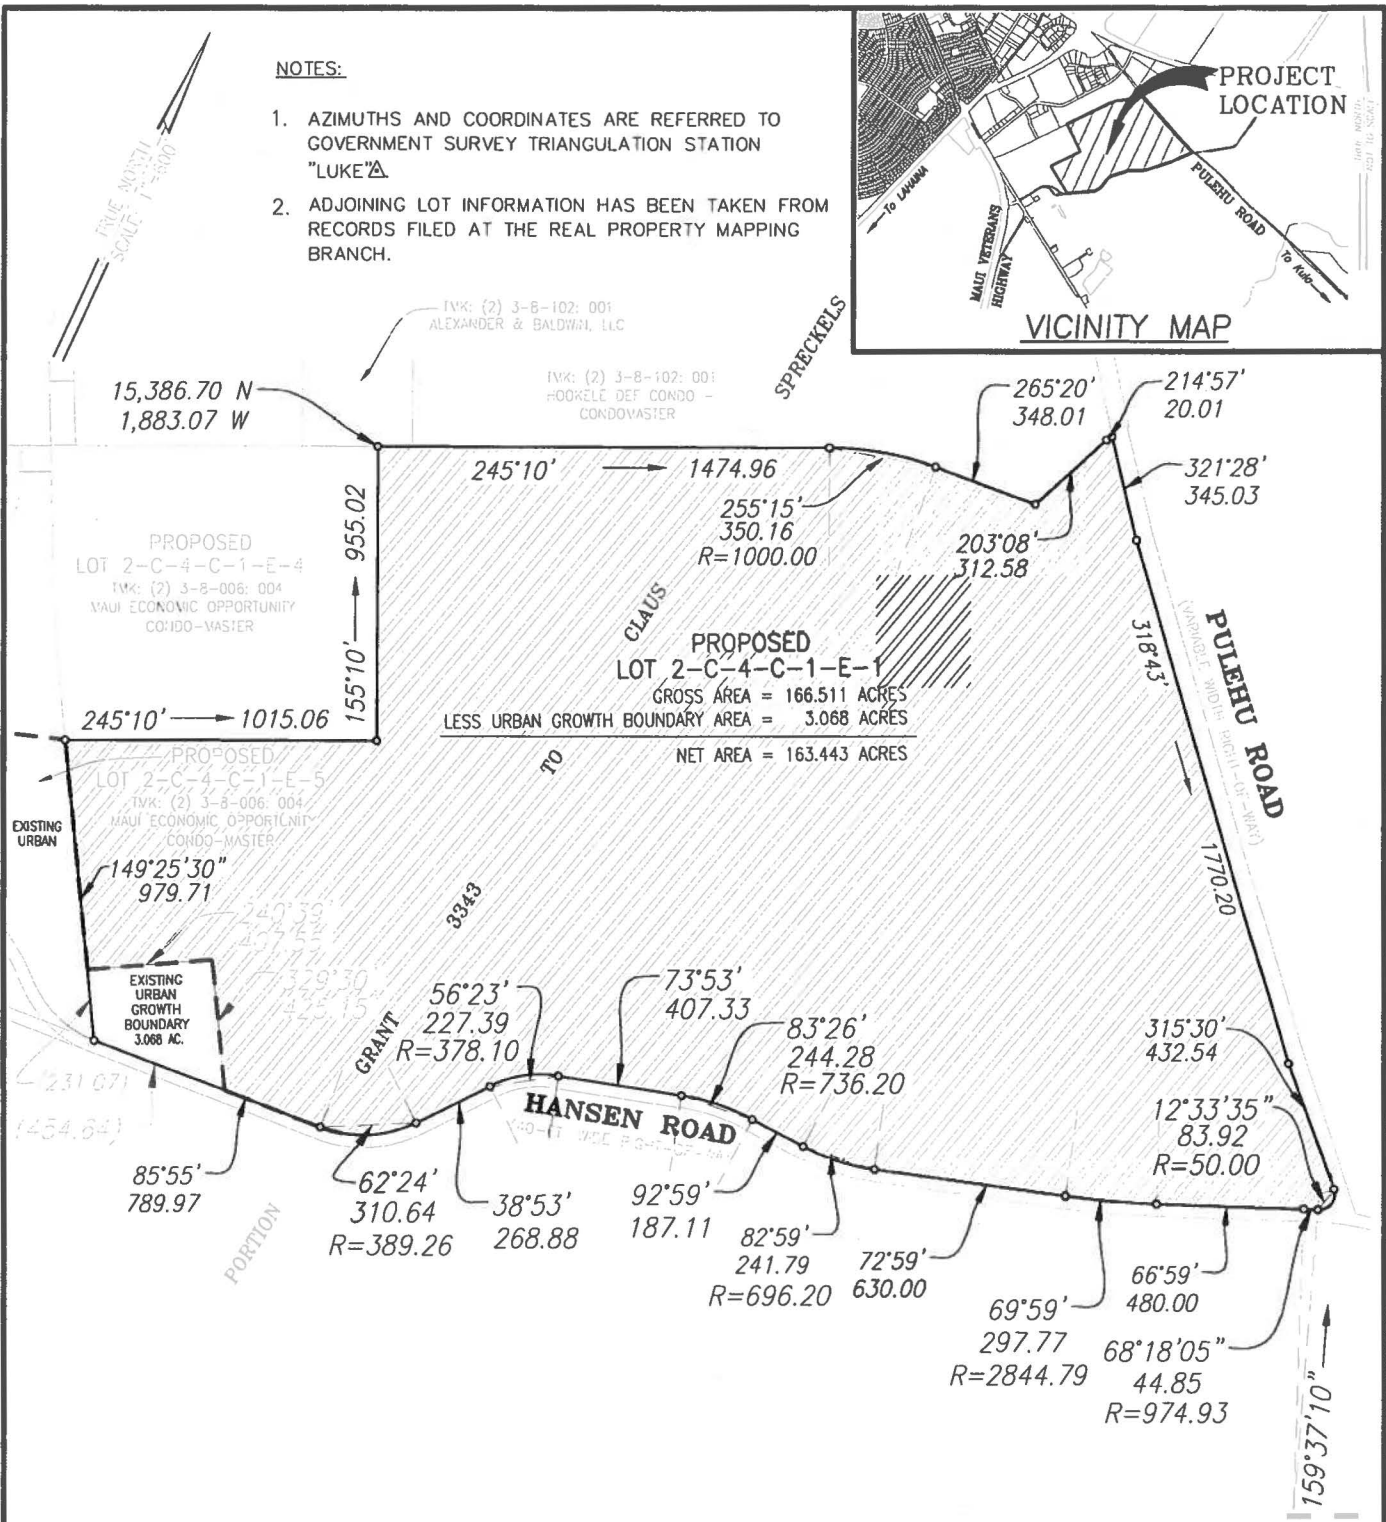 NOTES:
1. AZIMUTHS AND COORDINATES ARE REFERRED TO
GOVERNMENT SURVEY TRIANGULATION STATION
"LUKE"
2. ADJOINING LOT INFORMATION HAS BEEN TAKEN FROM
RECORDS FILED AT THE REAL PROPERTY MAPPING
BRANCH.
TRUE NORTH
PROJECT
LOCATION
To LAHAINA
MAUI VETERANS
HIGHWAY
PULEHU ROAD
To Kula
VICINITY MAP
TMK: (2) 3-8-102: 001
ALEXANDER & BALDWIN, LLC
TMK: (2) 3-8-102: 001
HOOKELE DEF CONDO -
CONDOMASTER
SPRECKELS
15,386.70 N
1,883.07 W
265°20'
348.01
214°57'
20.01
245°10' 1474.96
321°28'
345.03
255°15'
350.16
R=1000.00
203°08'
312.58
155°10' 955.02
PROPOSED
LOT 2-C-4-C-1-E-4
TMK: (2) 3-8-006: 004
MAUI ECONOMIC OPPORTUNITY
CONDO-MASTER
CLAUS
PROPOSED
LOT 2-C-4-C-1-E-1
GROSS AREA = 166.511 ACRES
LESS URBAN GROWTH BOUNDARY AREA = 3.068 ACRES
NET AREA = 163.443 ACRES
318°43'
1770.20
PULEHU ROAD
(VARIABLE WIDTH RIGHT-OF-WAY)
245°10' 1015.06
TO
PROPOSED
LOT 2-C-4-C-1-E-5
TMK: (2) 3-8-006: 004
MAUI ECONOMIC OPPORTUNITY
CONDO-MASTER
EXISTING
URBAN
149°25'30"
979.71
3343
EXISTING
URBAN
GROWTH
BOUNDARY
3.068 AC.
GRANT
56°23'
227.39
R=378.10
73°53'
407.33
83°26'
244.28
R=736.20
315°30'
432.54
12°33'35"
83.92
R=50.00
HANSEN ROAD
(454.64)
85°55'
789.97
62°24'
310.64
R=389.26
38°53'
268.88
92°59'
187.11
82°59'
241.79
R=696.20
72°59'
630.00
69°59'
297.77
R=2844.79
66°59'
480.00
68°18'05"
44.85
R=974.93
PORTION
159°37'10"